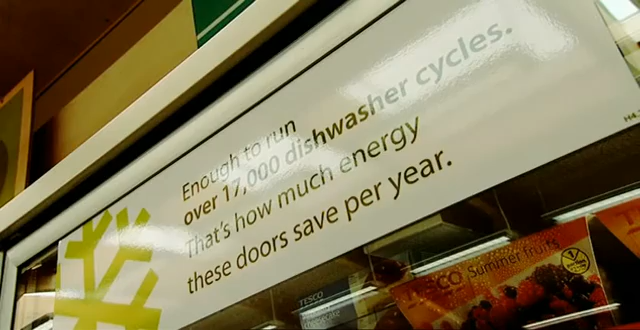 Enough to run
over 17,000 dishwasher cycles.
That's how much energy
these doors save per year.
TESCO
cheesecake
TESCO Summer fruits